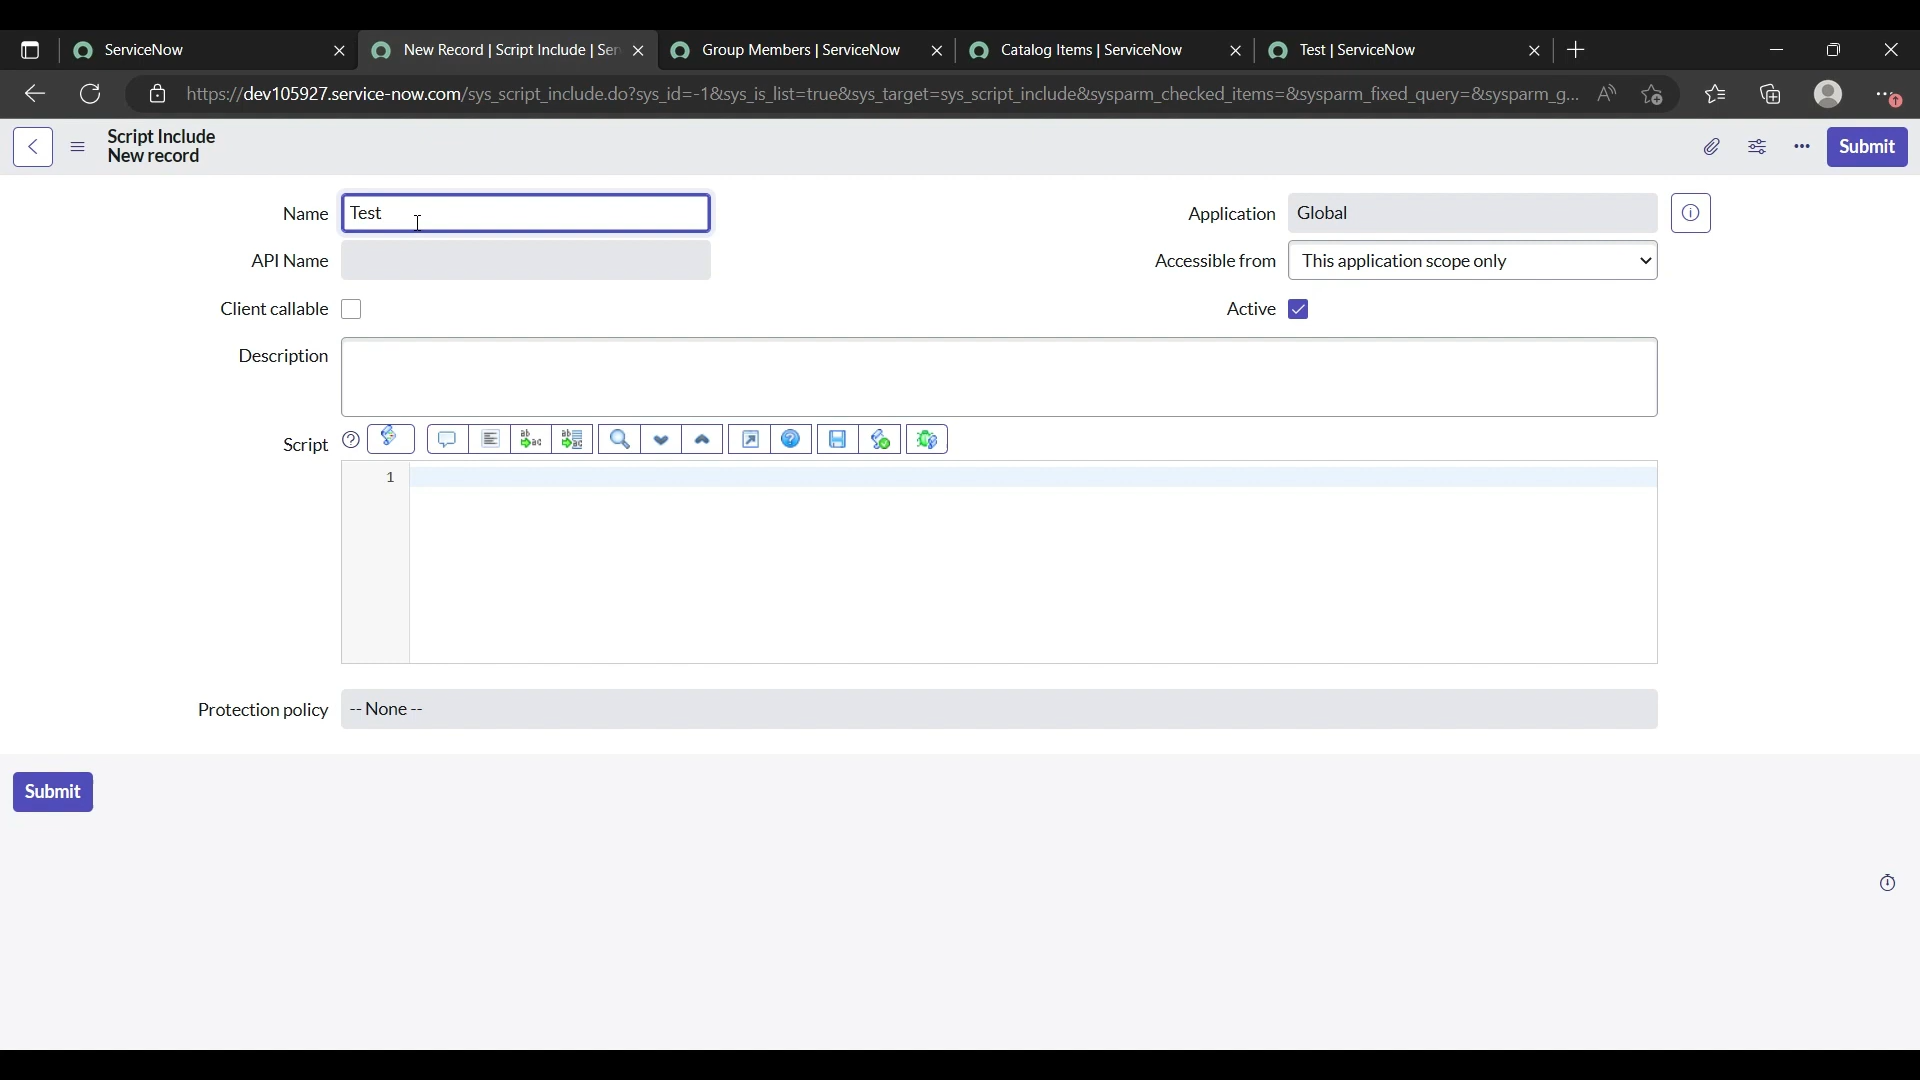 ServiceNow
New Record | Script Include | Ser
Group Members | ServiceNow
Catalog Items | ServiceNow
Test | ServiceNow
https://dev105927.service-now.com/sys_script_include.do?sys_id=-1&sys_is_list=true&sys_target=sys_script_include&sysparm_checked_items=&sysparm_fixed_query=&sysparm_g...
Script Include
New record
Submit
Name
Test
Application
Global
API Name
Accessible from
This application scope only
Client callable
Active
Description
Script
1
Protection policy
-- None --
Submit